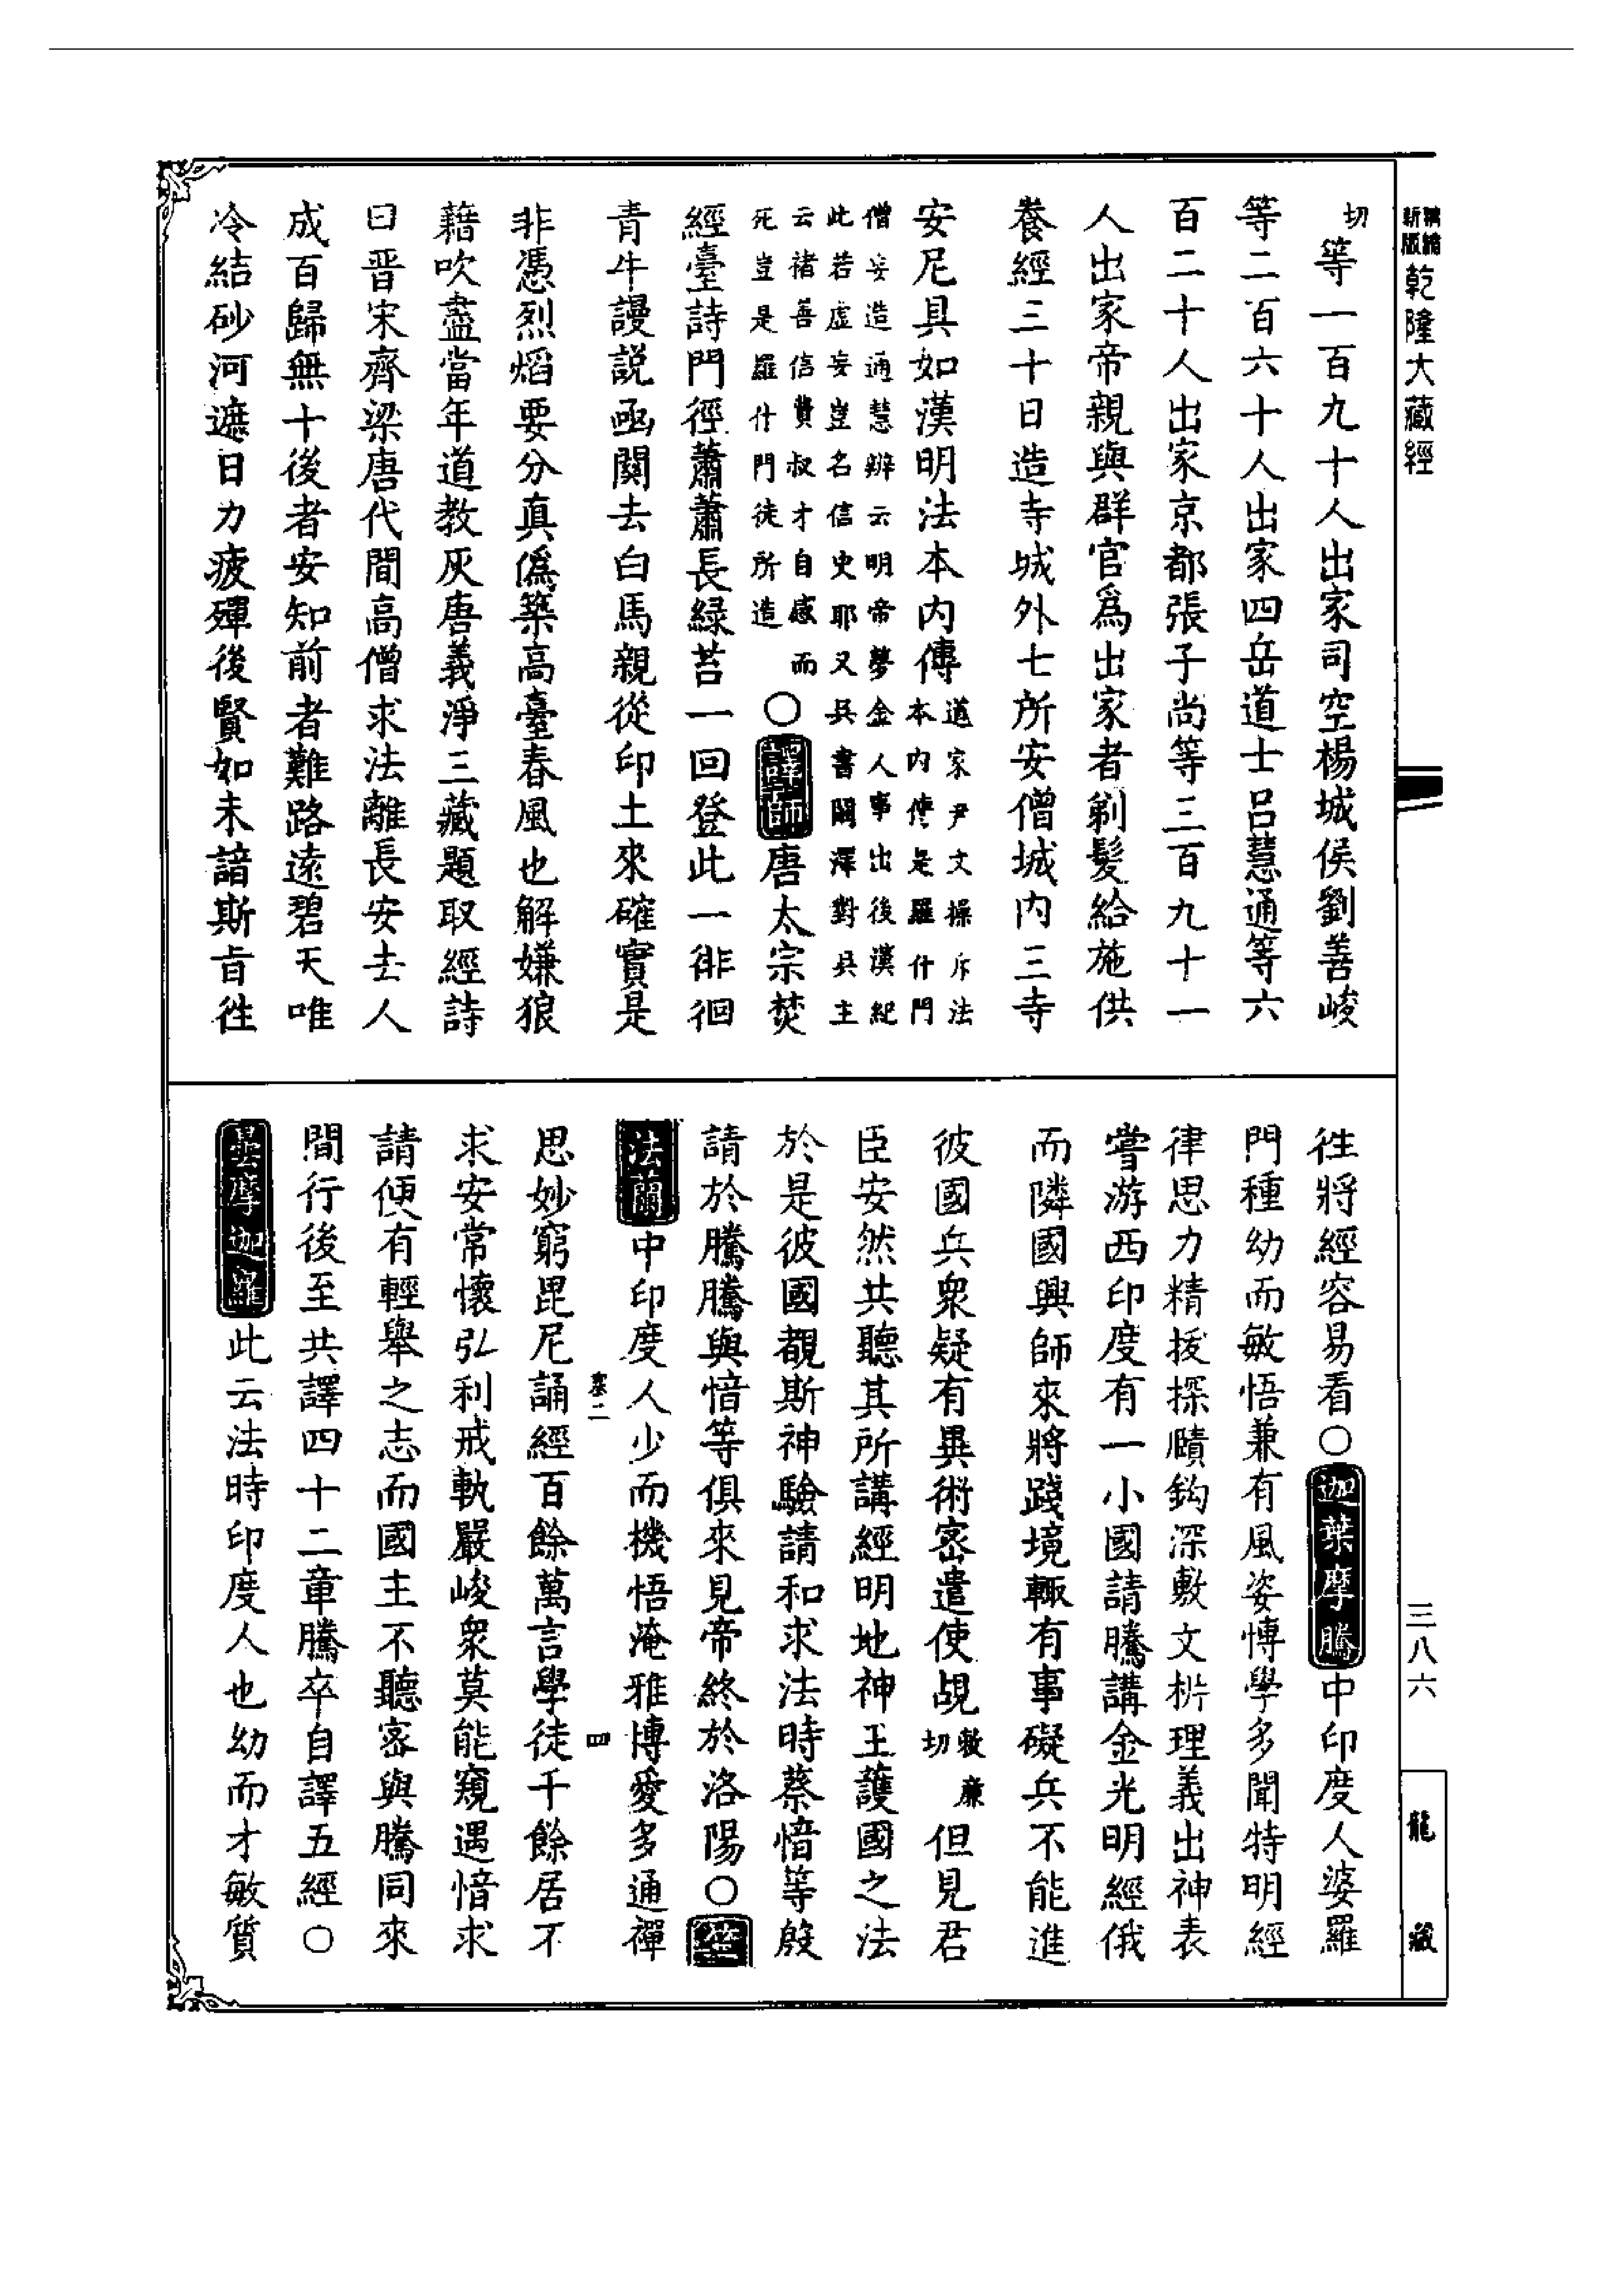 新版
精縮
乾隆大藏經
三八六
龍藏
切等一百九十人出家司空楊城侯劉善峻
等二百六十人出家四岳道士呂慧通等六
百二十人出家京都張子尚等三百九十一
人出家帝親與群官爲出家者剃髮給施供
養經三十日造寺城外七所安僧城內三寺
安尼具如漢明法本內傳道家尹文操斥法
本內傳是羅什門
僧妄造通慧辨云明帝夢金人事出後漢紀
此若虛妄豈名信史耶又吳書闞澤對吳主
云褚善信費叔才自感而
死豈是羅什門徒所造
○譯師唐太宗焚
經臺詩門徑蕭蕭長綠苔一回登此一徘徊
青牛謾説函關去白馬親從印土來確實是
非憑烈焰要分真僞築高臺春風也解嫌狼
藉吹盡當年道教灰唐義淨三藏題取經詩
曰晋宋齊梁唐代間高僧求法離長安去人
成百歸無十後者安知前者難路遠碧天唯
冷結砂河遮日力疲殫後賢如未諳斯旨徃
徃將經容易看○迦葉摩騰中印度人婆羅
門種幼而敏悟兼有風姿博學多聞特明經
律思力精拔探賾鈎深敷文析理義出神表
嘗游西印度有一小國請騰講金光明經俄
而隣國興師來將踐境輒有事礙兵不能進
彼國兵衆疑有異術密遣使覘敕廉
切但見君
臣安然共聽其所講經明地神王護國之法
於是彼國覩斯神驗請和求法時蔡愔等殷
請於騰騰與愔等俱來見帝終於洛陽○竺
法蘭中印度人少而機悟淹雅博愛多通禪
塞二
四
思妙窮毘尼誦經百餘萬言學徒千餘居不
求安常懷弘利戒軌嚴峻衆莫能窺遇愔求
請便有輕舉之志而國主不聽密與騰同來
間行後至共譯四十二章騰卒自譯五經○
曇摩迦羅此云法時印度人也幼而才敏質